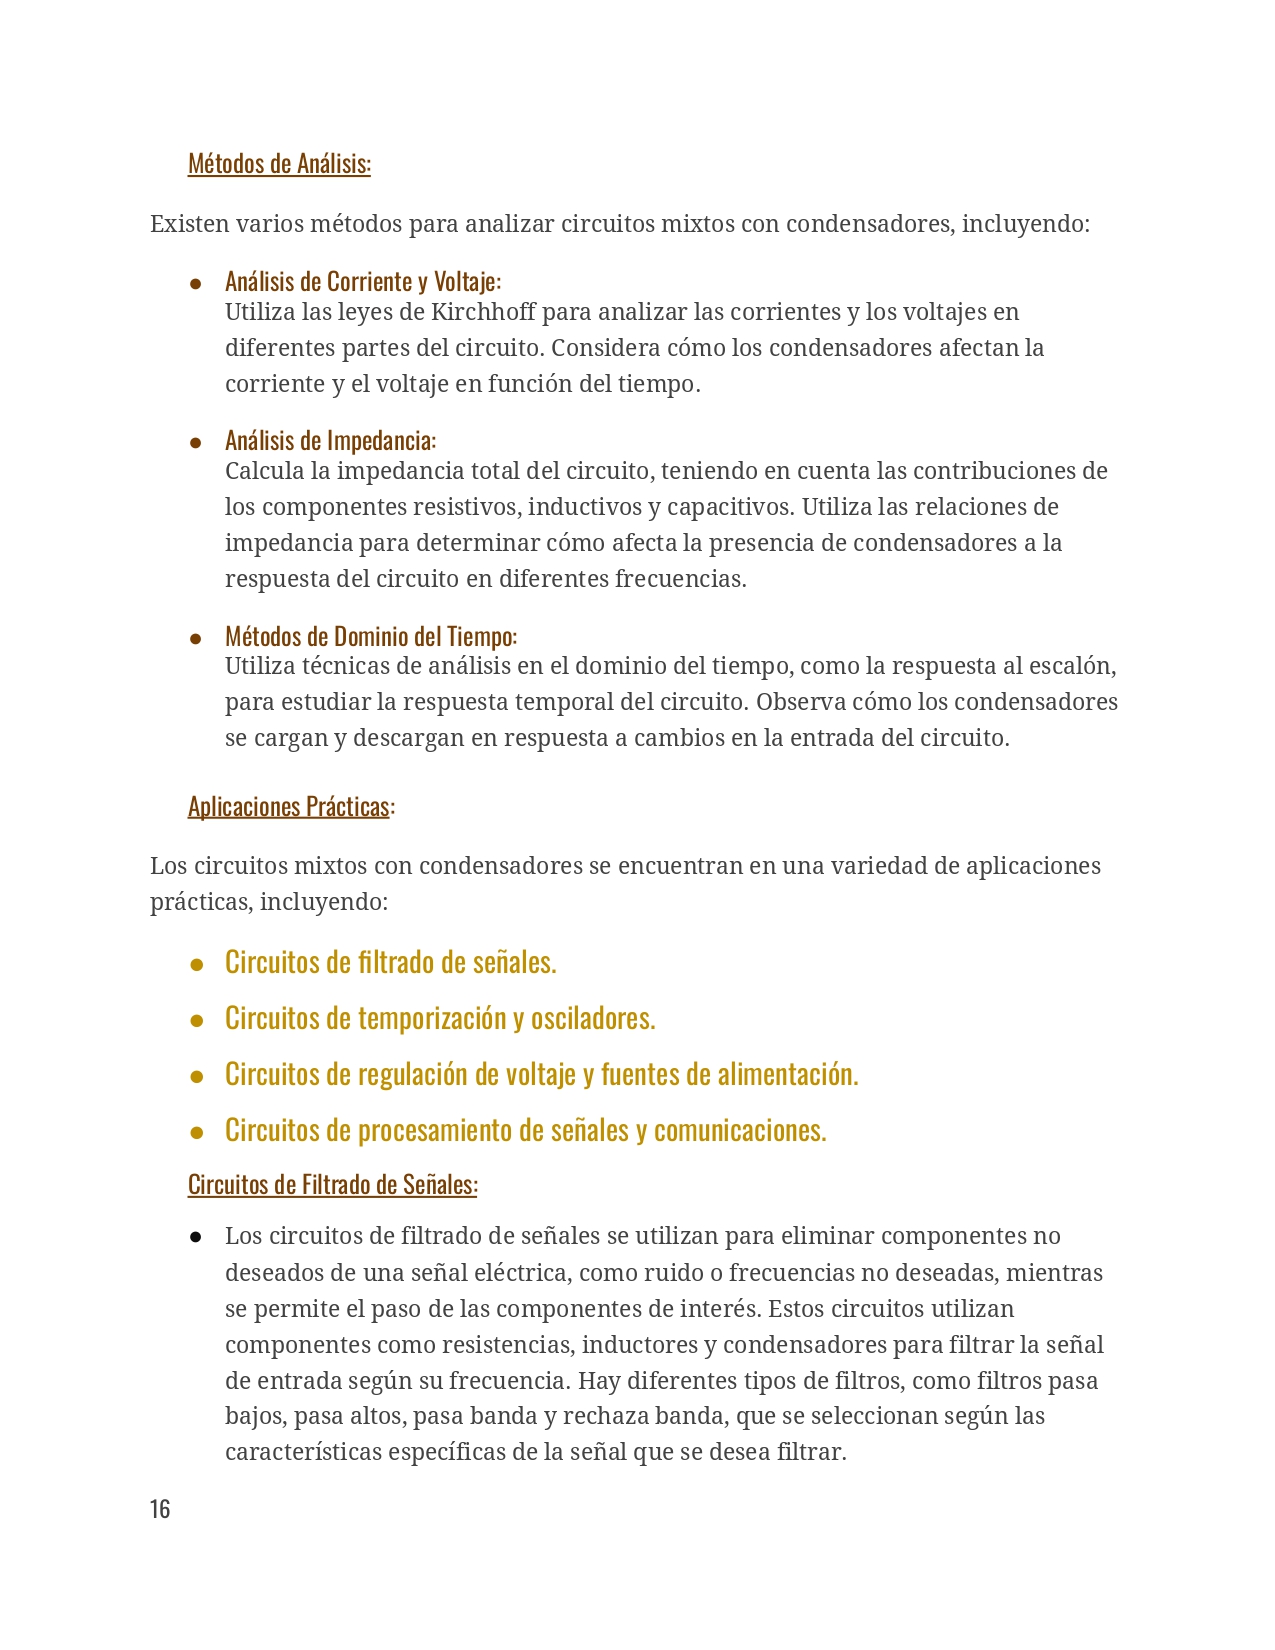 Métodos de Análisis:
Existen varios métodos para analizar circuitos mixtos con condensadores, incluyendo:
● Análisis de Corriente y Voltaje:
Utiliza las leyes de Kirchhoff para analizar las corrientes y los voltajes en
diferentes partes del circuito. Considera cómo los condensadores afectan la
corriente y el voltaje en función del tiempo.
● Análisis de Impedancia:
Calcula la impedancia total del circuito, teniendo en cuenta las contribuciones de
los componentes resistivos, inductivos y capacitivos. Utiliza las relaciones de
impedancia para determinar cómo afecta la presencia de condensadores a la
respuesta del circuito en diferentes frecuencias.
● Métodos de Dominio del Tiempo:
Utiliza técnicas de análisis en el dominio del tiempo, como la respuesta al escalón,
para estudiar la respuesta temporal del circuito. Observa cómo los condensadores
se cargan y descargan en respuesta a cambios en la entrada del circuito.
Aplicaciones Prácticas:
Los circuitos mixtos con condensadores se encuentran en una variedad de aplicaciones
prácticas, incluyendo:
● Circuitos de filtrado de señales.
● Circuitos de temporización y osciladores.
● Circuitos de regulación de voltaje y fuentes de alimentación.
● Circuitos de procesamiento de señales y comunicaciones.
Circuitos de Filtrado de Señales:
● Los circuitos de filtrado de señales se utilizan para eliminar componentes no
deseados de una señal eléctrica, como ruido o frecuencias no deseadas, mientras
se permite el paso de las componentes de interés. Estos circuitos utilizan
componentes como resistencias, inductores y condensadores para filtrar la señal
de entrada según su frecuencia. Hay diferentes tipos de filtros, como filtros pasa
bajos, pasa altos, pasa banda y rechaza banda, que se seleccionan según las
características específicas de la señal que se desea filtrar.
16